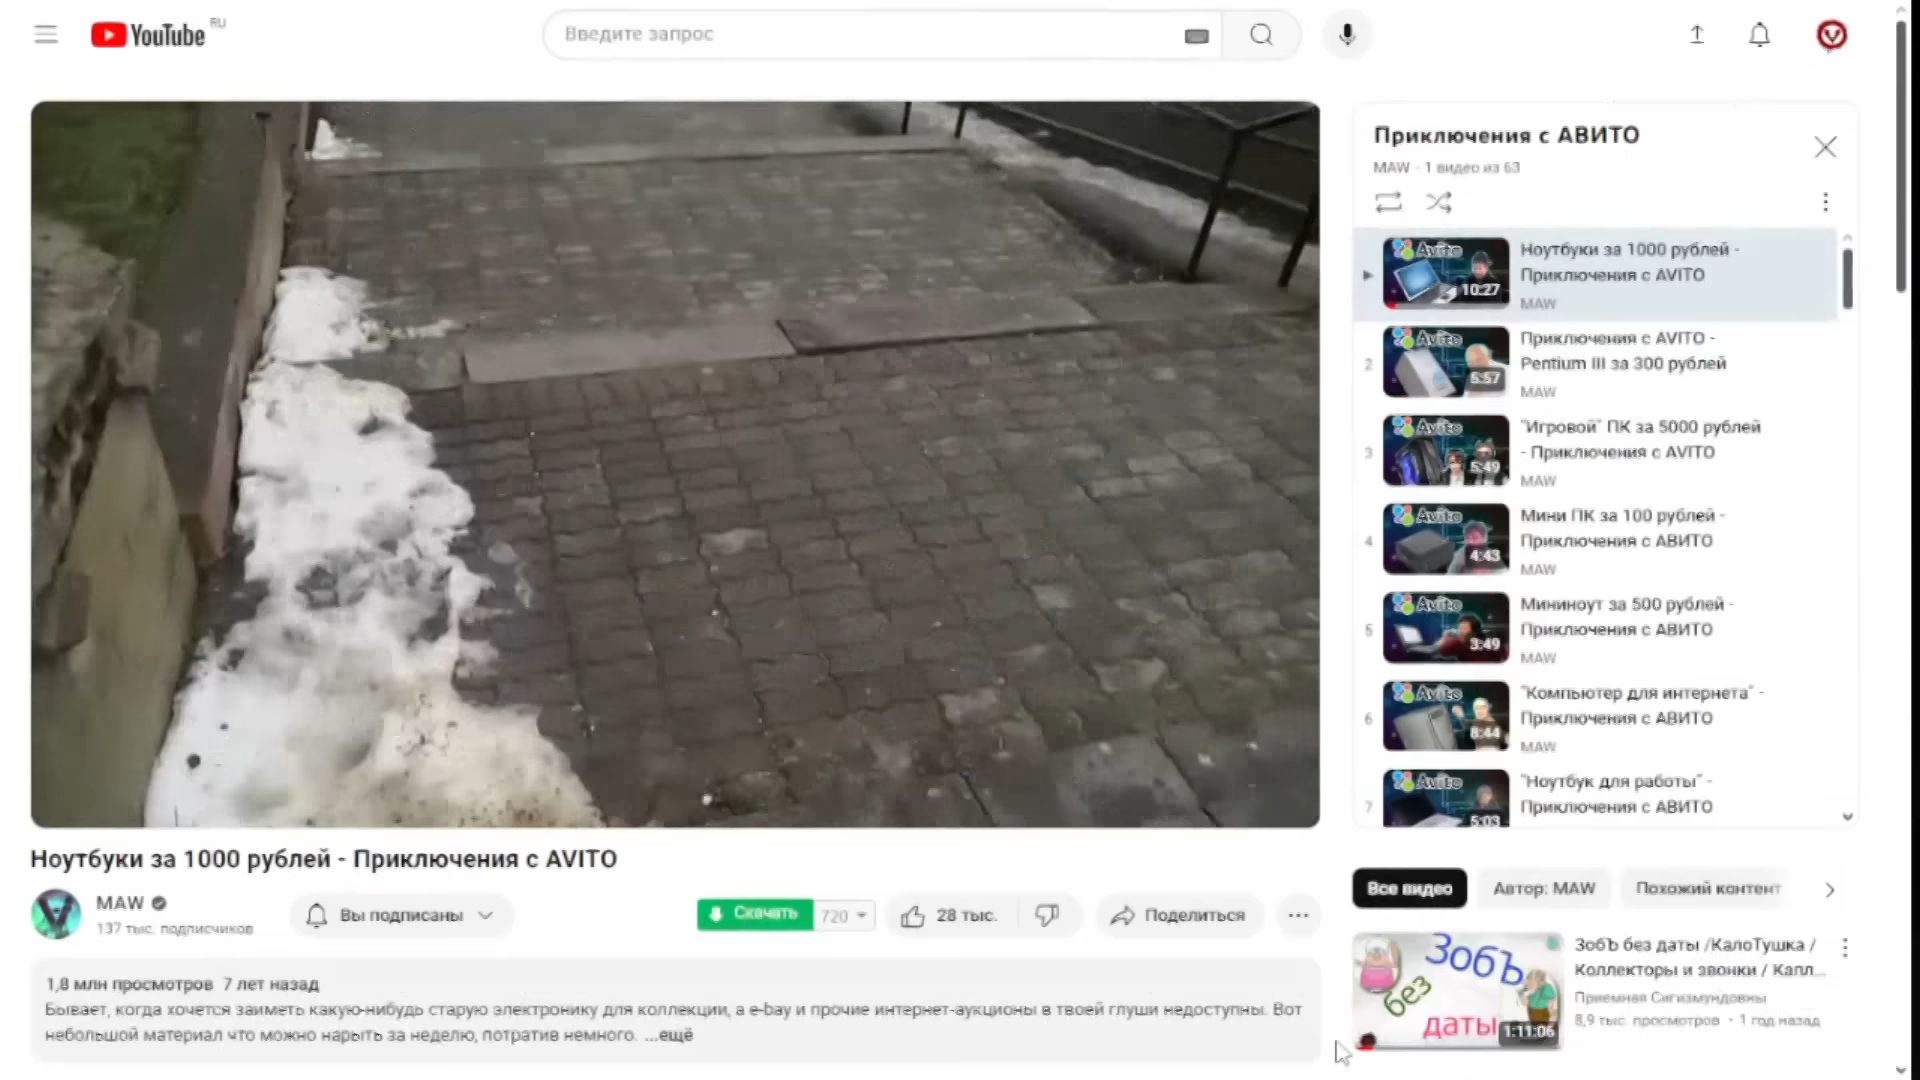 YouTube RU
Введите запрос
Приключения с АВИТО
MAW - 1 видео из 63
Avito
10:27
Ноутбуки за 1000 рублей -
Приключения с AVITO
MAW
2
Avito
5:57
Приключения с AVITO -
Pentium III за 300 рублей
MAW
3
Avito
5:49
"Игровой" ПК за 5000 рублей
- Приключения с AVITO
MAW
4
Avito
4:43
Мини ПК за 100 рублей -
Приключения с АВИТО
MAW
5
Avito
3:49
Мининоут за 500 рублей -
Приключения с АВИТО
MAW
6
Avito
8:44
"Компьютер для интернета" -
Приключения с АВИТО
MAW
7
Avito
5:03
"Ноутбук для работы" -
Приключения с АВИТО
Ноутбуки за 1000 рублей - Приключения с AVITO
MAW
137 тыс. подписчиков
Вы подписаны
Скачать 720
28 тыс.
Поделиться
1,8 млн просмотров 7 лет назад
Бывает, когда хочется заиметь какую-нибудь старую электронику для коллекции, а e-bay и прочие интернет-аукционы в твоей глуши недоступны. Вот
небольшой материал что можно нарыть за неделю, потратив немного. ...ещё
Все видео
Автор: MAW
Похожий контент
ЗобЪ
без
даты
1:11:06
ЗобЪ без даты /КалоТушка /
Коллекторы и звонки / Капл...
Приемная Сигизмундовны
8,9 тыс. просмотров • 1 год назад